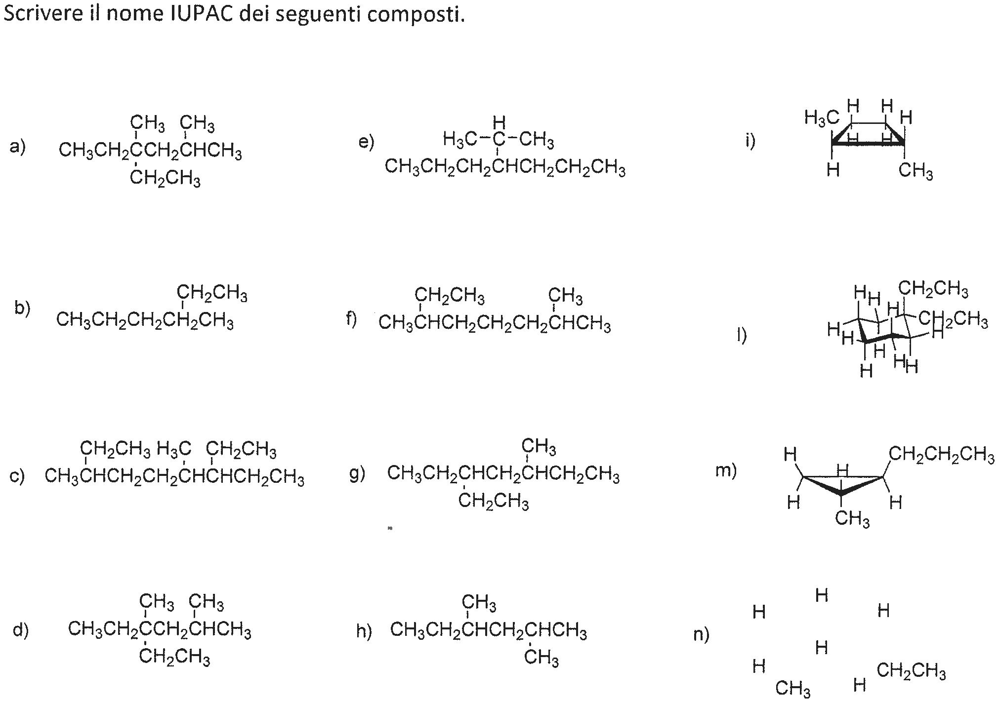 Scrivere il nome IUPAC dei seguenti composti.
a)
CH₃ CH₃
CH₃CH₂CCH₂CHCH₃
CH₂CH₃
b)
CH₂CH₃
CH₃CH₂CH₂CH₂CH₃
c)
CH₂CH₃ H₃C CH₂CH₃
CH₃CHCH₂CH₂CHCHCH₂CH₃
d)
CH₃ CH₃
CH₃CH₂CCH₂CHCH₃
CH₂CH₃
e)
H
H₃C-C-CH₃
CH₃CH₂CH₂CHCH₂CH₂CH₃
f)
CH₂CH₃ CH₃
CH₃CHCH₂CH₂CH₂CHCH₃
g)
CH₃
CH₃CH₂CHCH₂CHCH₂CH₃
CH₂CH₃
h)
CH₃
CH₃CH₂CHCH₂CHCH₃
CH₃
i)
H H
H₃C H
H H
H CH₃
l)
H H CH₂CH₃
H CH₂CH₃
H H H
H H H
H
m)
H CH₂CH₂CH₃
H
H H
CH₃
n)
H
H H
H
H CH₂CH₃
CH₃ H